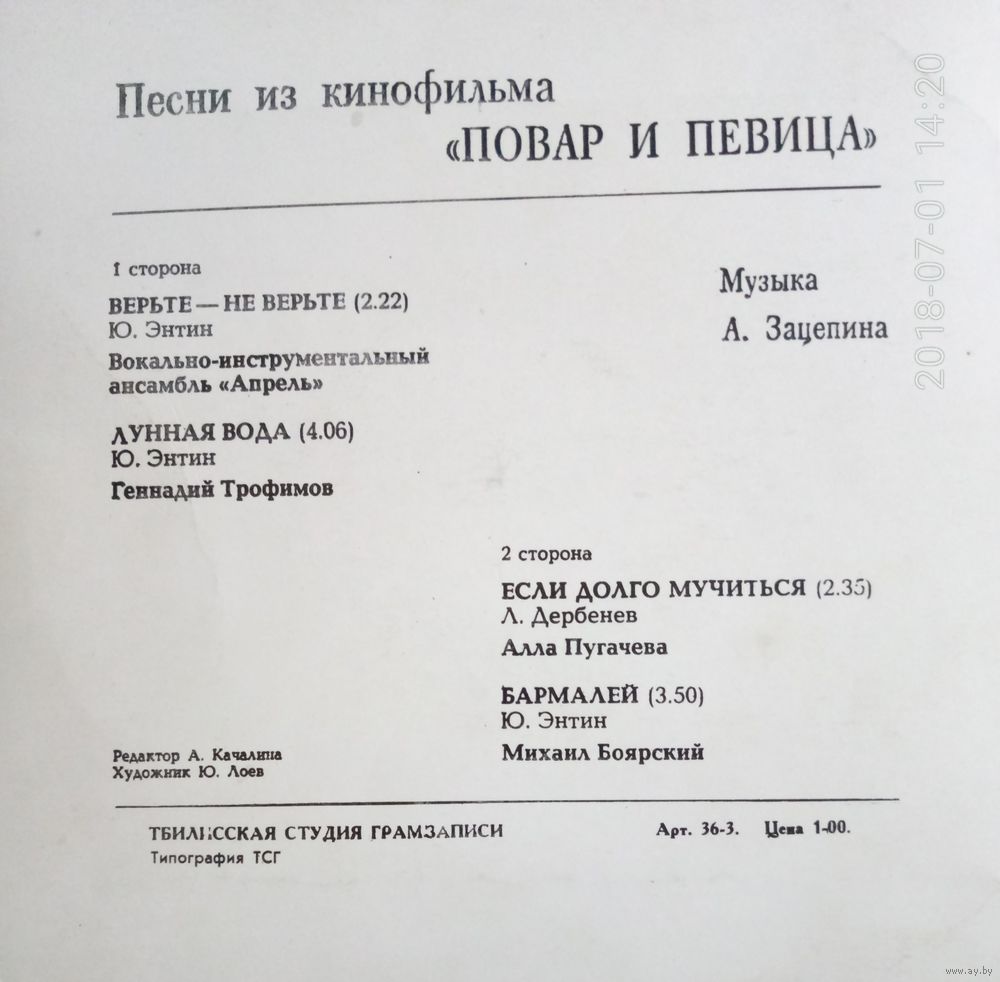 Песни из кинофильма
«ПОВАР И ПЕВИЦА»
1 сторона
ВЕРЬТЕ — НЕ ВЕРЬТЕ (2.22)
Ю. Энтин
Вокально-инструментальный
ансамбль «Апрель»
ЛУННАЯ ВОДА (4.06)
Ю. Энтин
Геннадий Трофимов
Музыка
А. Зацепина
2 сторона
ЕСЛИ ДОЛГО МУЧИТЬСЯ (2.35)
Л. Дербенев
Алла Пугачева
БАРМАЛЕЙ (3.50)
Ю. Энтин
Михаил Боярский
Редактор А. Качалина
Художник Ю. Лоев
ТБИЛИССКАЯ СТУДИЯ ГРАМЗАПИСИ
Типография ТСГ
Арт. 36-3. Цена 1-00.
2018-07-01 14:20
www.ay.by